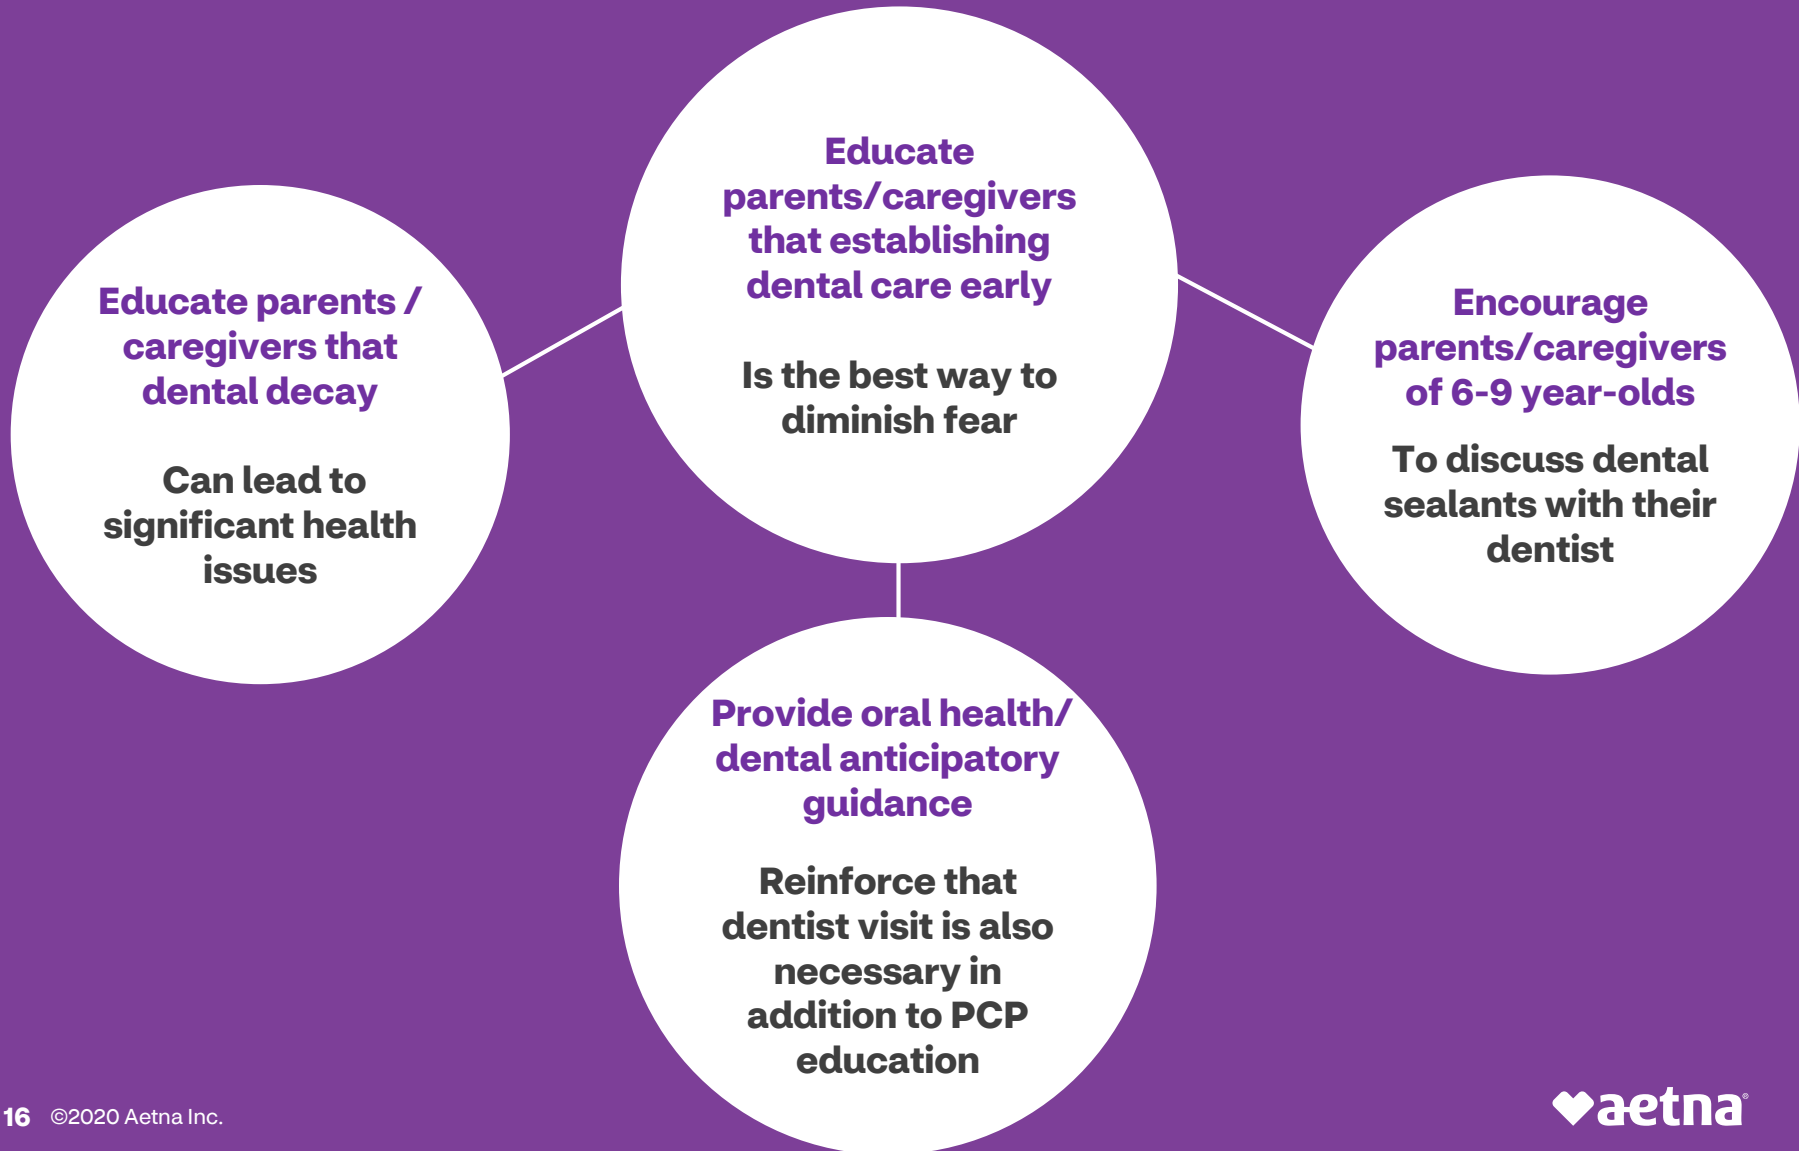 Educate parents /
caregivers that
dental decay
Can lead to
significant health
issues
Educate
parents/caregivers
that establishing
dental care early
Is the best way to
diminish fear
Encourage
parents/caregivers
of 6-9 year-olds
To discuss dental
sealants with their
dentist
Provide oral health/
dental anticipatory
guidance
Reinforce that
dentist visit is also
necessary in
addition to PCP
education
16 ©2020 Aetna Inc.
aetna®